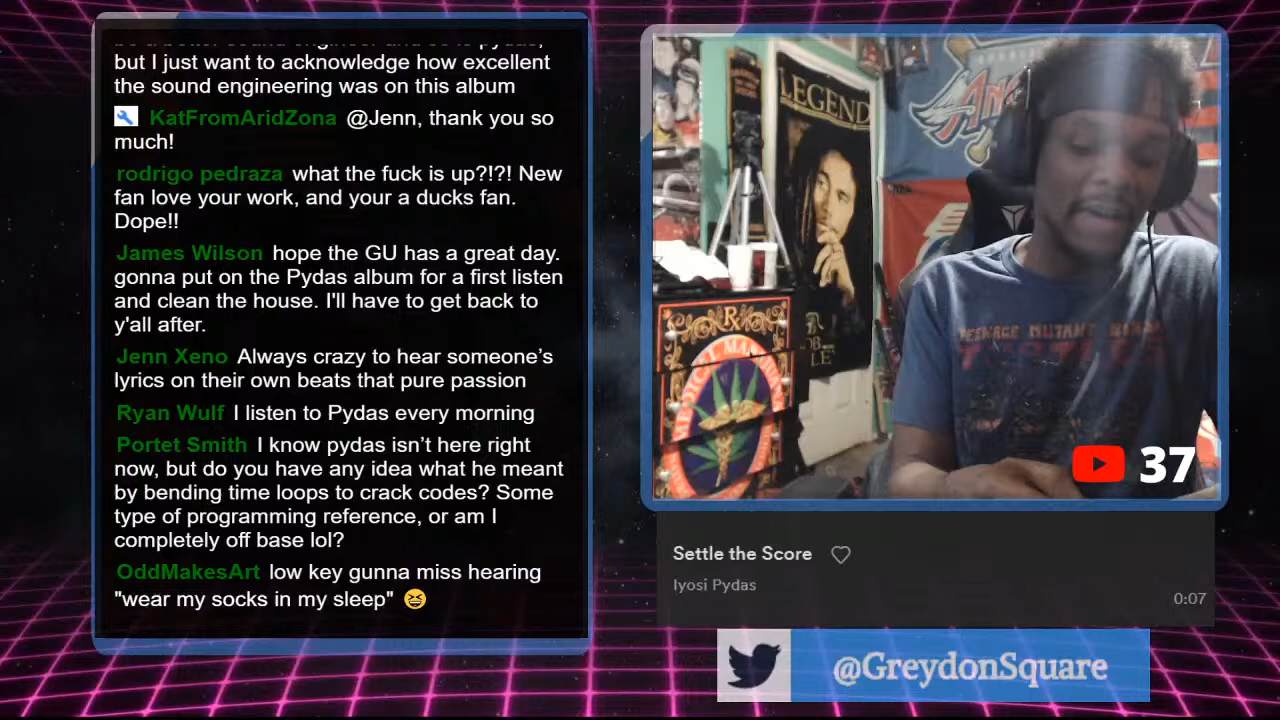 but I just want to acknowledge how excellent
the sound engineering was on this album
KatFromAridZona @Jenn, thank you so
much!
rodrigo pedraza what the fuck is up?!?! New
fan love your work, and your a ducks fan.
Dope!!
James Wilson hope the GU has a great day.
gonna put on the Pydas album for a first listen
and clean the house. I'll have to get back to
y'all after.
Jenn Xeno Always crazy to hear someone’s
lyrics on their own beats that pure passion
Ryan Wulf I listen to Pydas every morning
Portet Smith I know pydas isn’t here right
now, but do you have any idea what he meant
by bending time loops to crack codes? Some
type of programming reference, or am I
completely off base lol?
OddMakesArt low key gunna miss hearing
"wear my socks in my sleep"
LEGEND
TEENAGE MUTANT NINJA
37
Settle the Score
Iyosi Pydas
0:07
@GreydonSquare